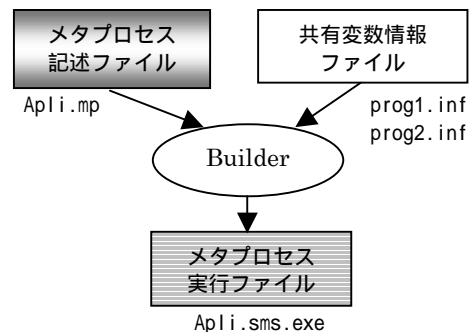 メタプロセス
記述ファイル
共有変数情報
ファイル
Apli.mp
prog1.inf
prog2.inf
Builder
メタプロセス
実行ファイル
Apli.sms.exe